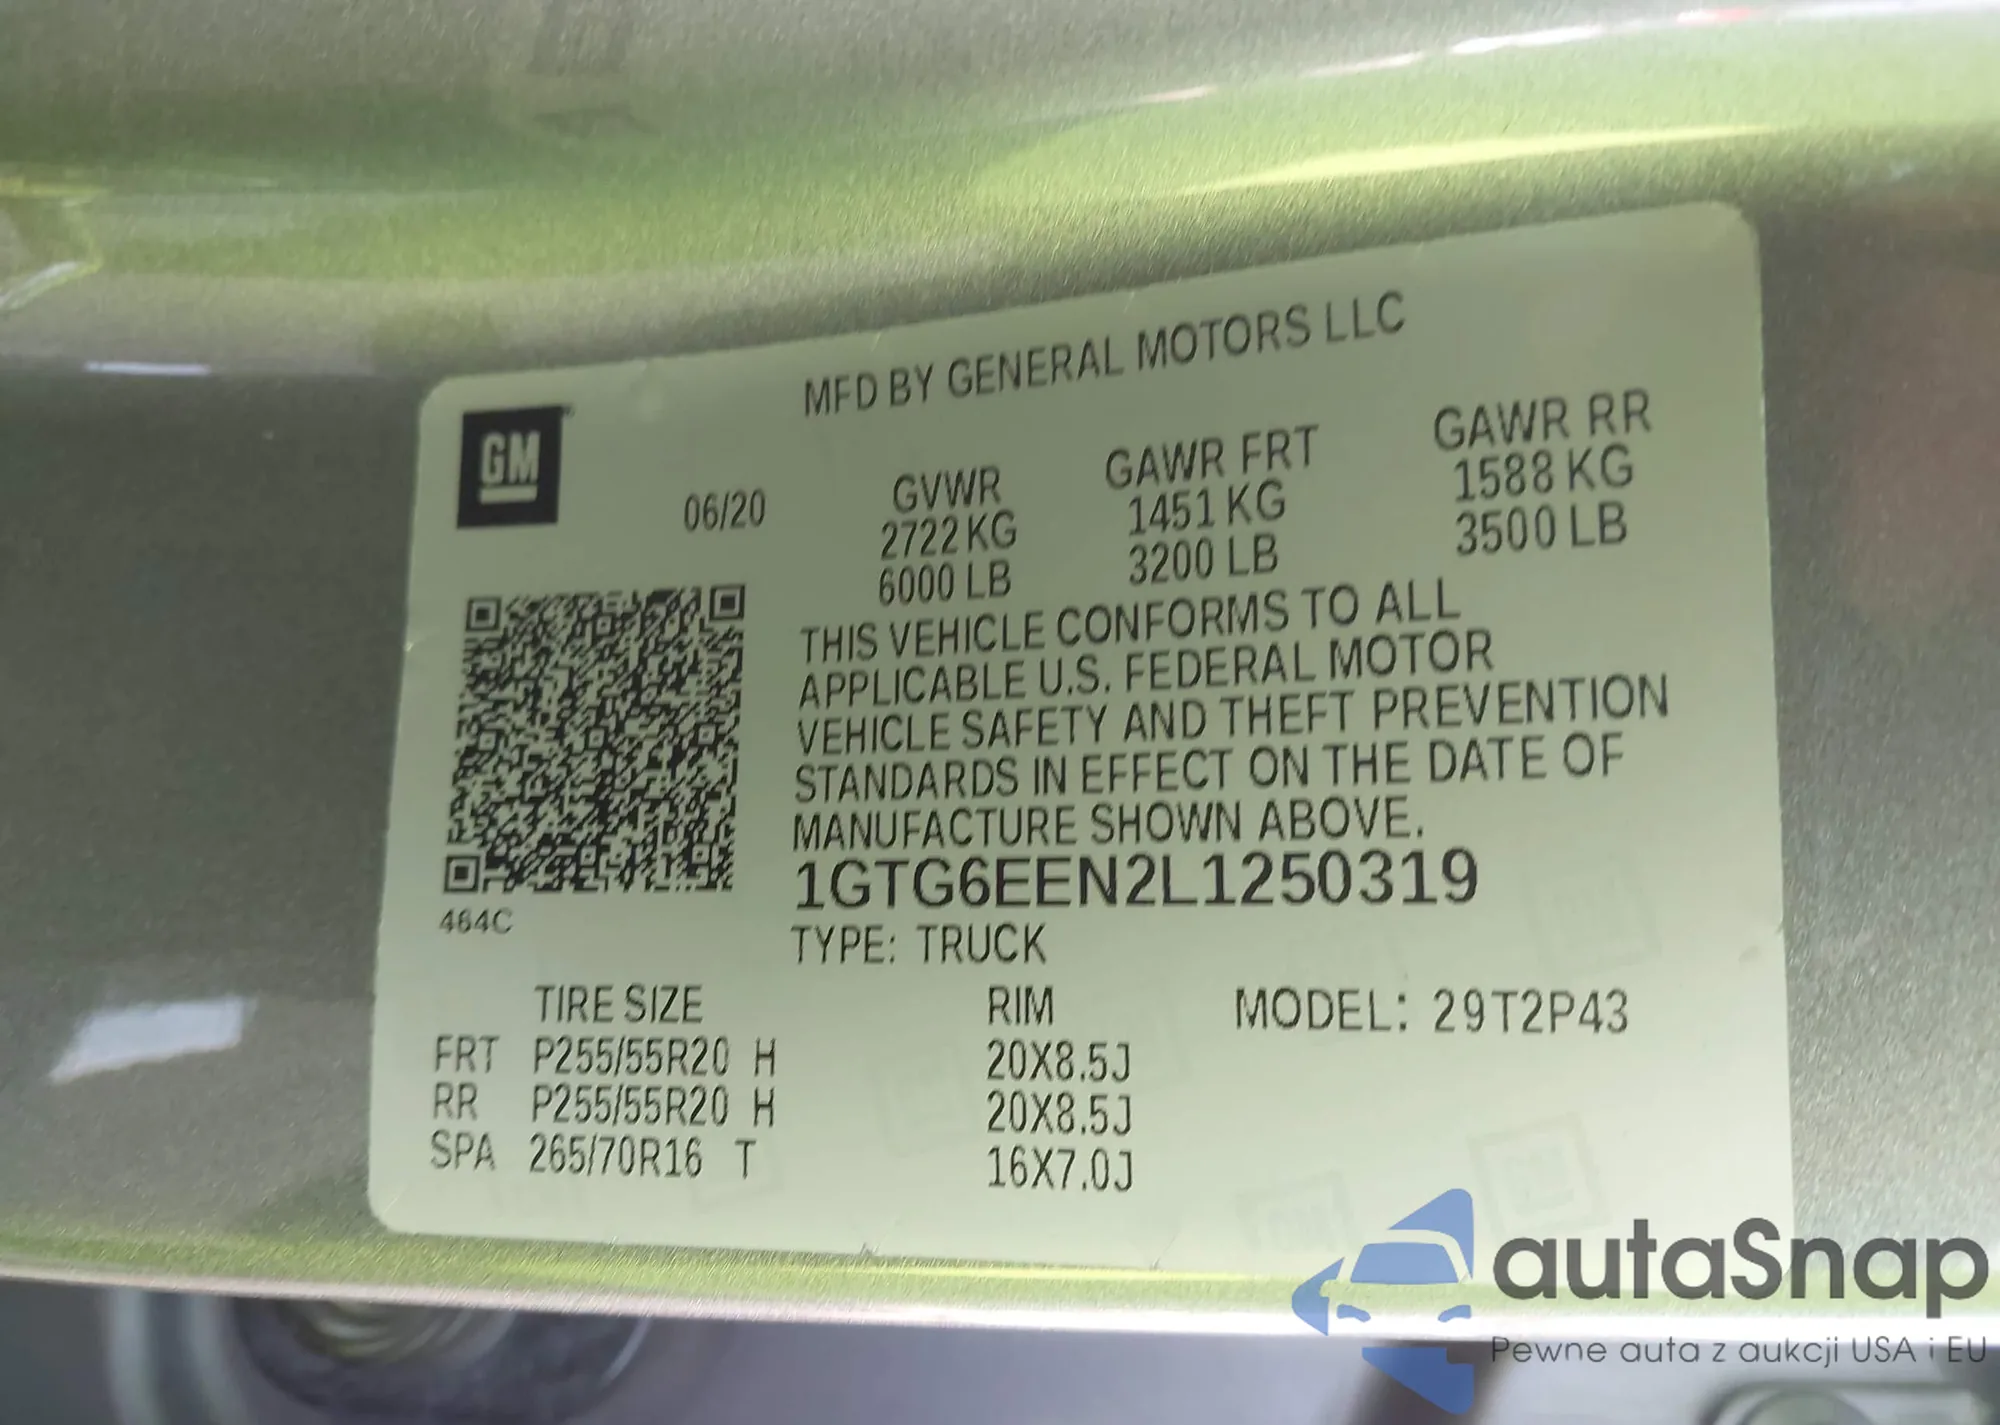 MFD BY GENERAL MOTORS LLC
GM
06/20
GVWR GAWR FRT GAWR RR
2722 KG 1451 KG 1588 KG
6000 LB 3200 LB 3500 LB
THIS VEHICLE CONFORMS TO ALL
APPLICABLE U.S. FEDERAL MOTOR
VEHICLE SAFETY AND THEFT PREVENTION
STANDARDS IN EFFECT ON THE DATE OF
MANUFACTURE SHOWN ABOVE.
1GTG6EEN2L1250319
464C
TYPE: TRUCK
TIRE SIZE RIM MODEL: 29T2P43
FRT P255/55R20 H 20X8.5J
RR P255/55R20 H 20X8.5J
SPA 265/70R16 T 16X7.0J
autaSnap
Pewne auta z aukcji USA i EU